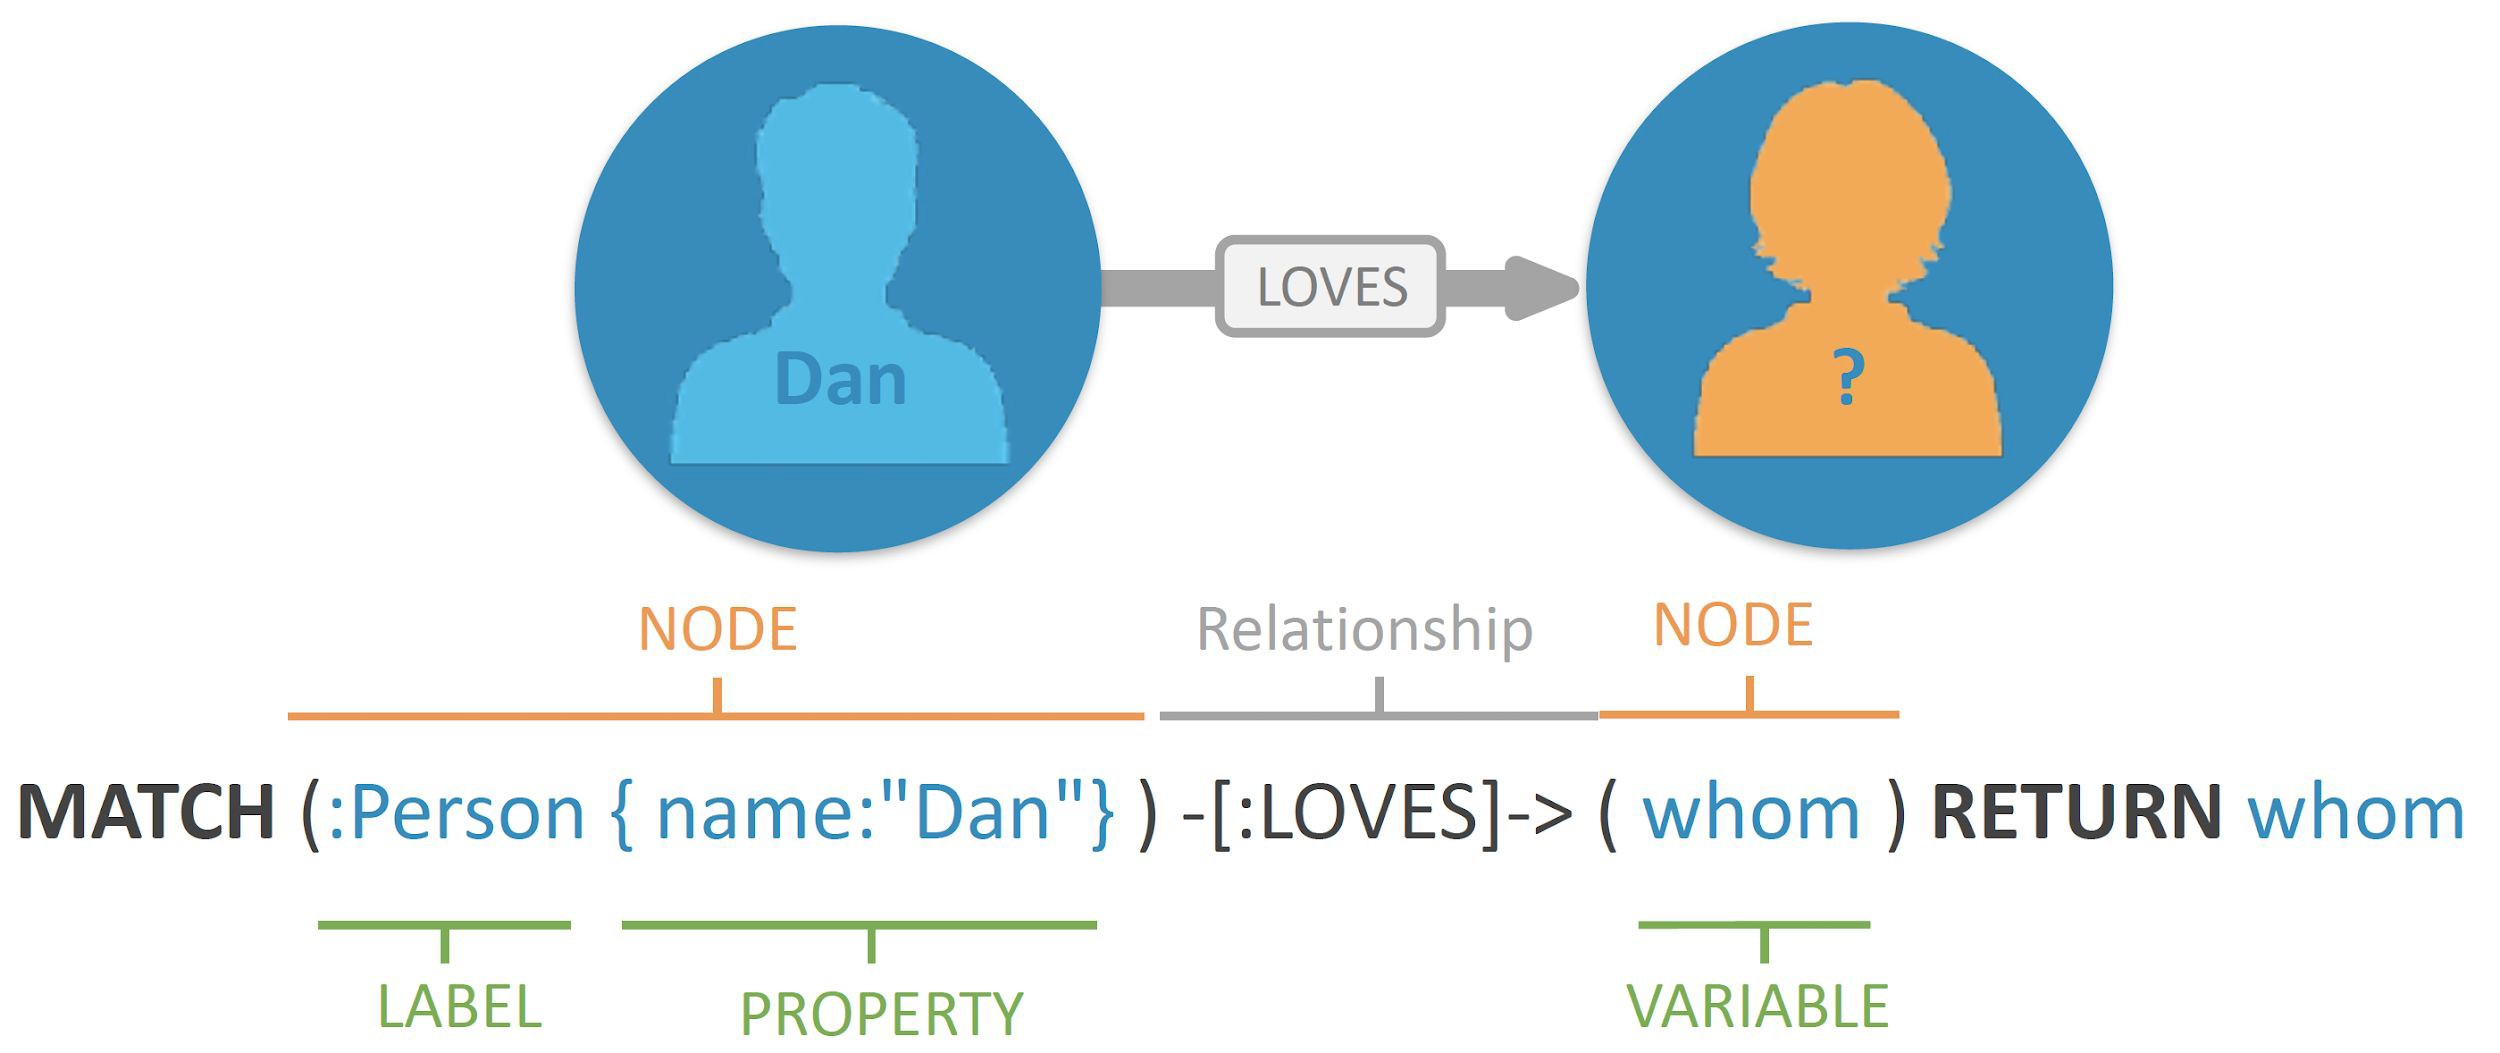 LOVES
Dan
?
NODE
Relationship
NODE
MATCH (:Person { name:"Dan"} ) -[:LOVES]-> ( whom ) RETURN whom
LABEL
PROPERTY
VARIABLE